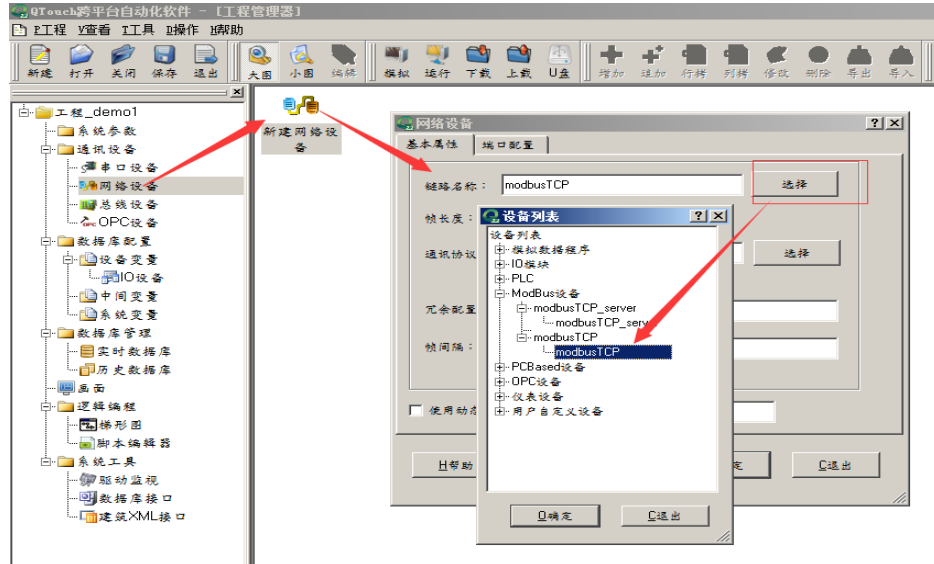 QTouch跨平台自动化软件 - [工程管理器]
P工程 V查看 T工具 D操作 H帮助
新建 打开 关闭 保存 退出 大图 小图 编辑 模拟 运行 下载 上载 U盘 增加 追加 行拷 列拷 修改 删除 导出 导入
工程_demo1
系统参数
通讯设备
串口设备
网络设备
总线设备
OPC设备
数据库配置
设备变量
IO设备
中间变量
系统变量
数据库管理
实时数据库
历史数据库
画面
逻辑编程
梯形图
脚本编辑器
系统工具
驱动监视
数据库接口
建筑XML接口
新建网络设
备
网络设备
基本属性 端口配置
链路名称： modbusTCP 选择
帧长度：
通讯协议 选择
冗余配置
帧间隔：
使用动态
H帮助 定 C退出
设备列表
设备列表
模拟数据程序
IO模块
PLC
ModBus设备
modbusTCP_server
modbusTCP_serv
modbusTCP
modbusTCP
PCBased设备
OPC设备
仪表设备
用户自定义设备
O确定 C退出